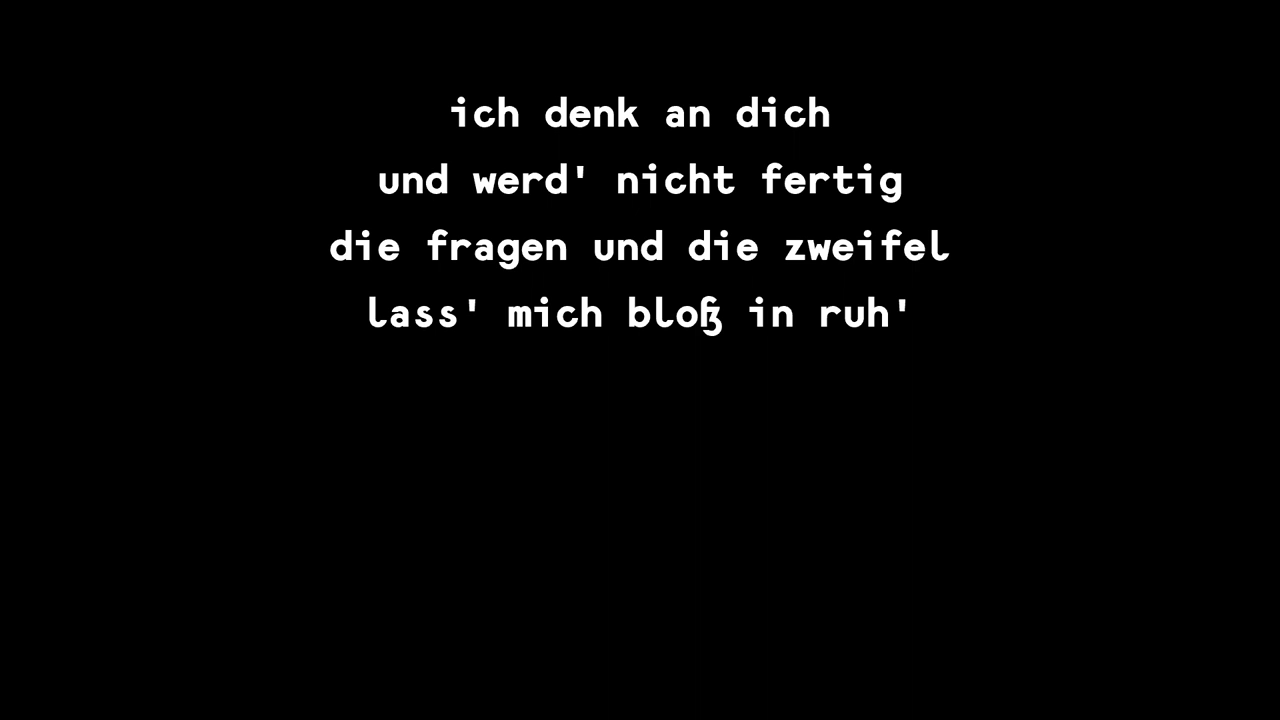 ich denk an dich
und werd' nicht fertig
die fragen und die zweifel
lass' mich bloß in ruh'